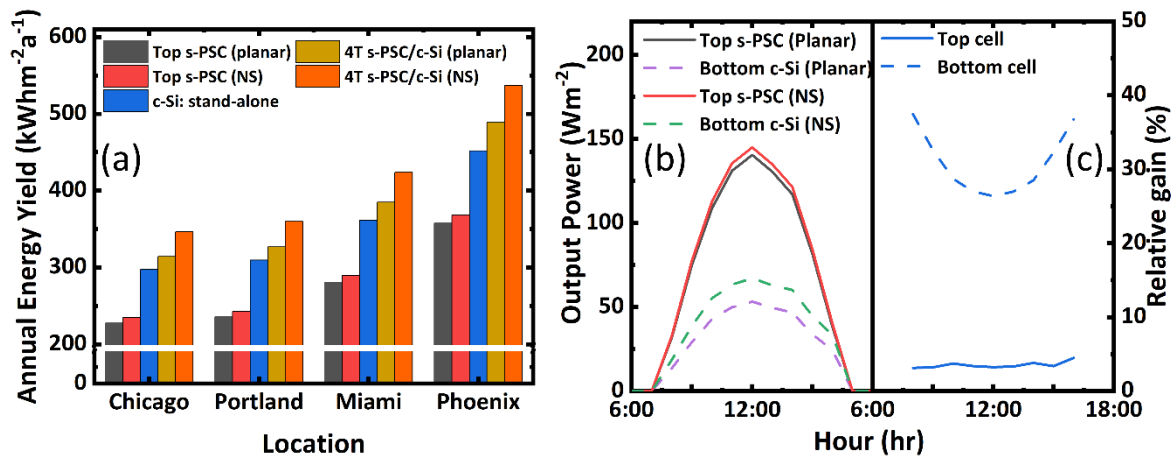 Annual Energy Yield (kWhm⁻²a⁻¹)
600
500
400
300
200
0
Top s-PSC (planar)
Top s-PSC (NS)
c-Si: stand-alone
4T s-PSC/c-Si (planar)
4T s-PSC/c-Si (NS)
(a)
Chicago Portland Miami Phoenix
Location
Output Power (Wm⁻²)
200
150
100
50
0
Top s-PSC (Planar)
Bottom c-Si (Planar)
Top s-PSC (NS)
Bottom c-Si (NS)
(b)
Top cell
Bottom cell
(c)
50
40
30
20
10
0
Relative gain (%)
6:00 12:00 6:00 12:00 18:00
Hour (hr)